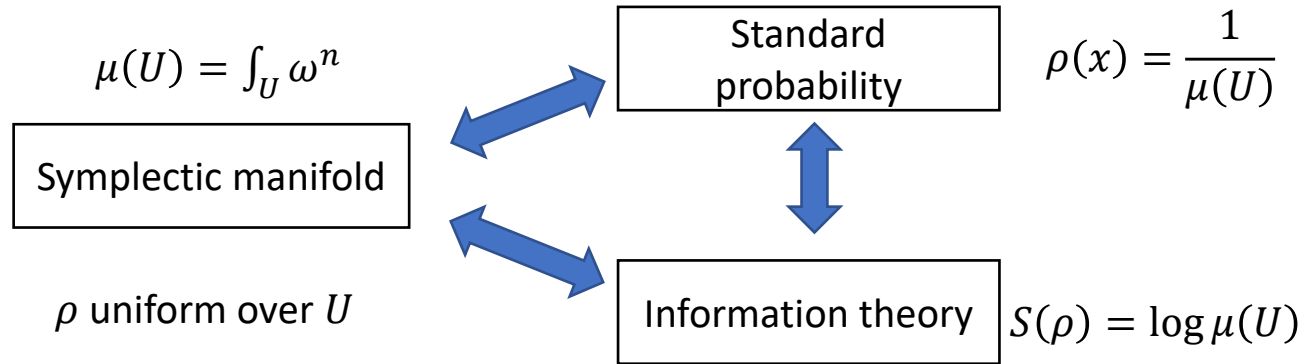 μ(U) = ∫_U ω^n
Standard
probability
ρ(x) = 1/μ(U)
Symplectic manifold
ρ uniform over U
Information theory
S(ρ) = log μ(U)